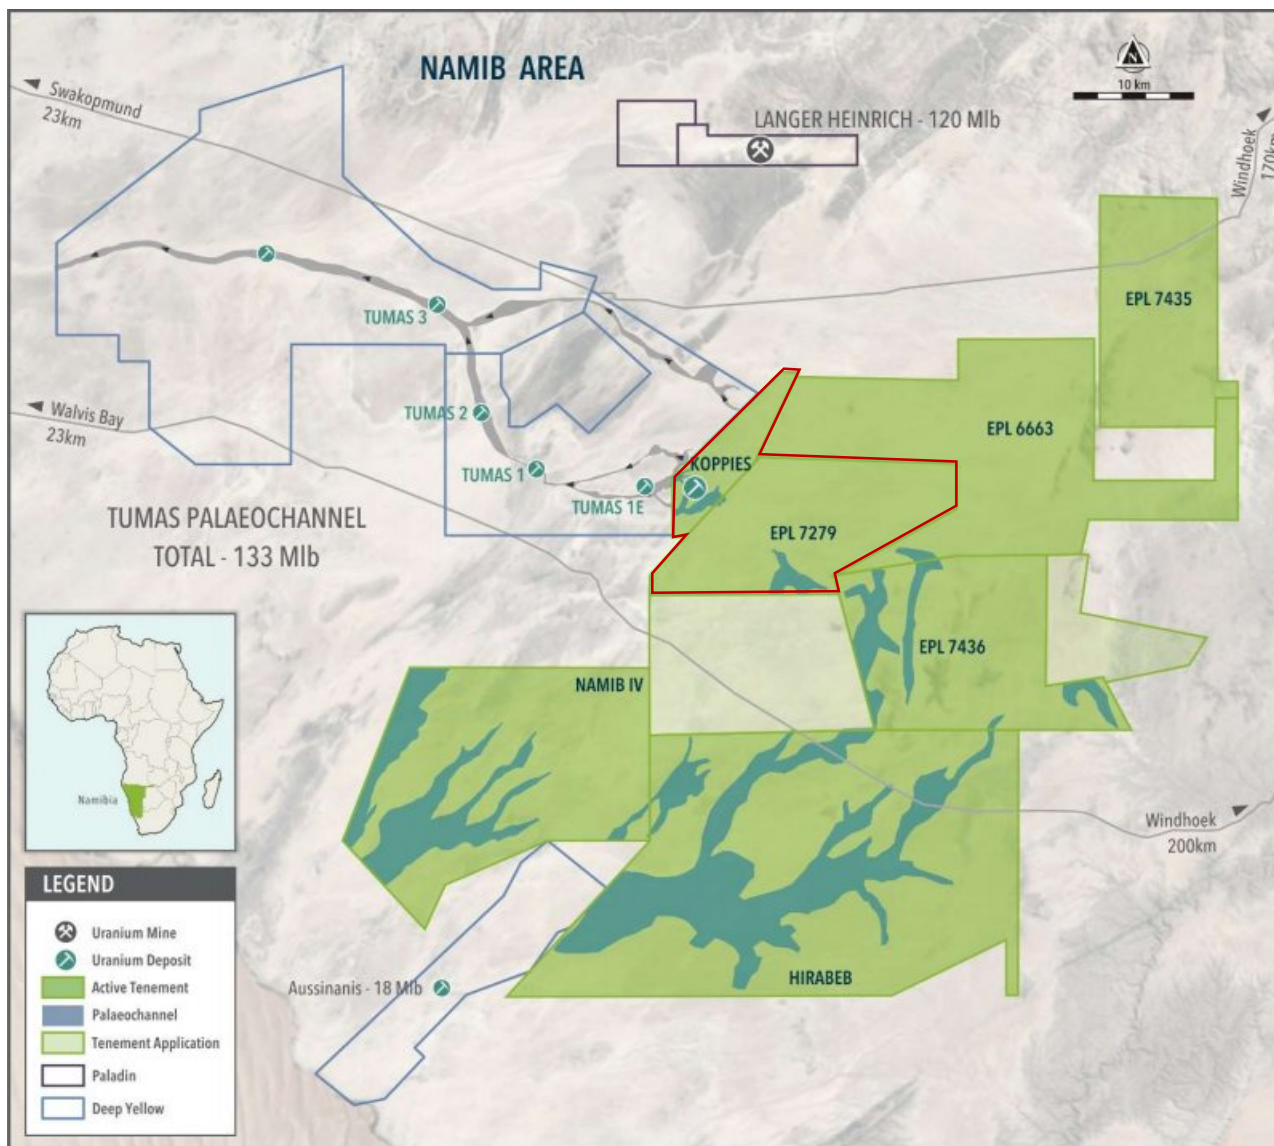 NAMIB AREA
N
10 km
Swakopmund
23km
LANGER HEINRICH - 120 Mlb
Windhoek
170km
EPL 7435
TUMAS 3
Walvis Bay
23km
TUMAS 2
EPL 6663
TUMAS 1
KOPPIES
TUMAS 1E
TUMAS PALAEOCHANNEL
TOTAL - 133 Mlb
EPL 7279
EPL 7436
NAMIB IV
Namibia
Windhoek
200km
LEGEND
Uranium Mine
Uranium Deposit
Active Tenement
Palaeochannel
Tenement Application
Paladin
Deep Yellow
Aussinanis - 18 Mlb
HIRABEB